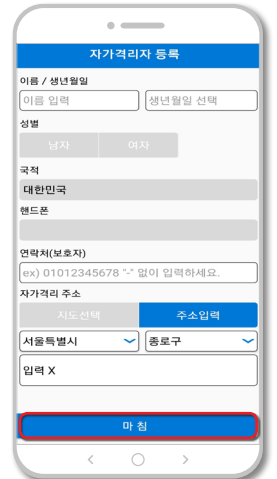 자가격리자 등록
이름 / 생년월일
이름 입력 생년월일 선택
성별
남자 여자
국적
대한민국
핸드폰
연락처(보호자)
ex) 01012345678 "-" 없이 입력하세요.
자가격리 주소
지도선택 주소입력
서울특별시 종로구
입력 X
마 침